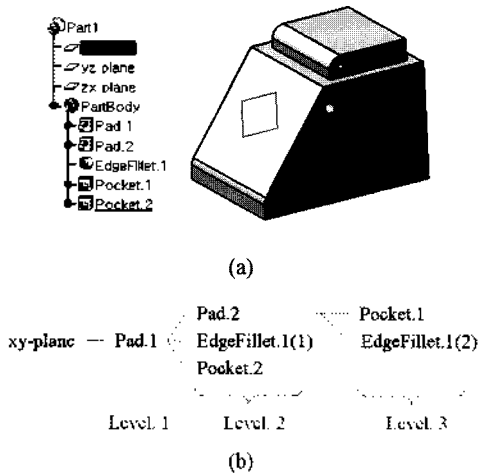 Part1
yz plane
zx plane
PartBody
Pad.1
Pad.2
EdgeFillet.1
Pocket.1
Pocket.2
(a)
Pad.2 Pocket.1
xy-plane — Pad.1 EdgeFillet.1(1) EdgeFillet.1(2)
Pocket.2
Level. 1 Level. 2 Level. 3
(b)